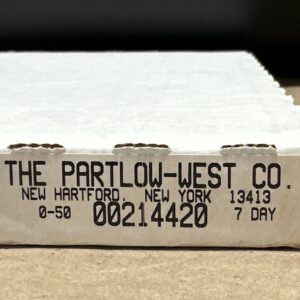 THE PARTLOW-WEST CO.
NEW HARTFORD, NEW YORK 13413
0-50 00214420 7 DAY